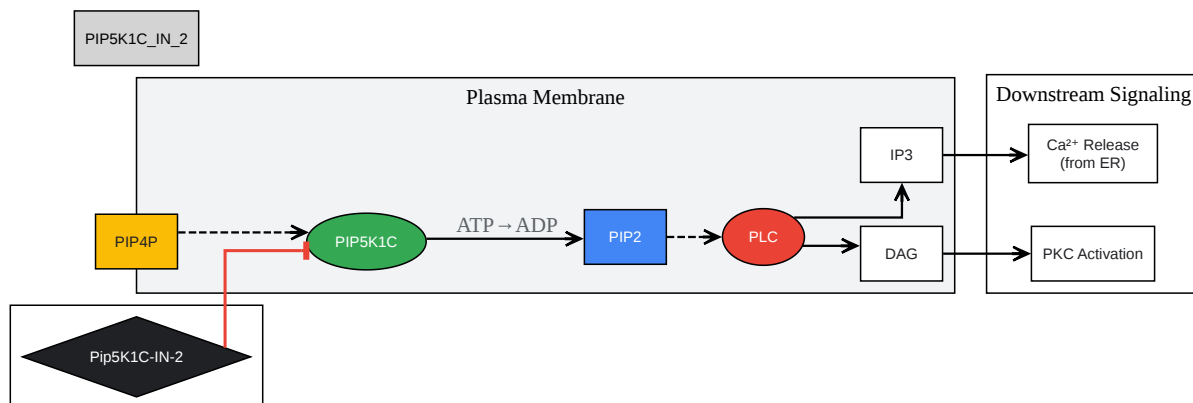 PIP5K1C_IN_2
Plasma Membrane
Downstream Signaling
IP3
Ca²⁺ Release
(from ER)
PIP4P
PIP5K1C
ATP→ADP
PIP2
PLC
DAG
PKC Activation
Pip5K1C-IN-2